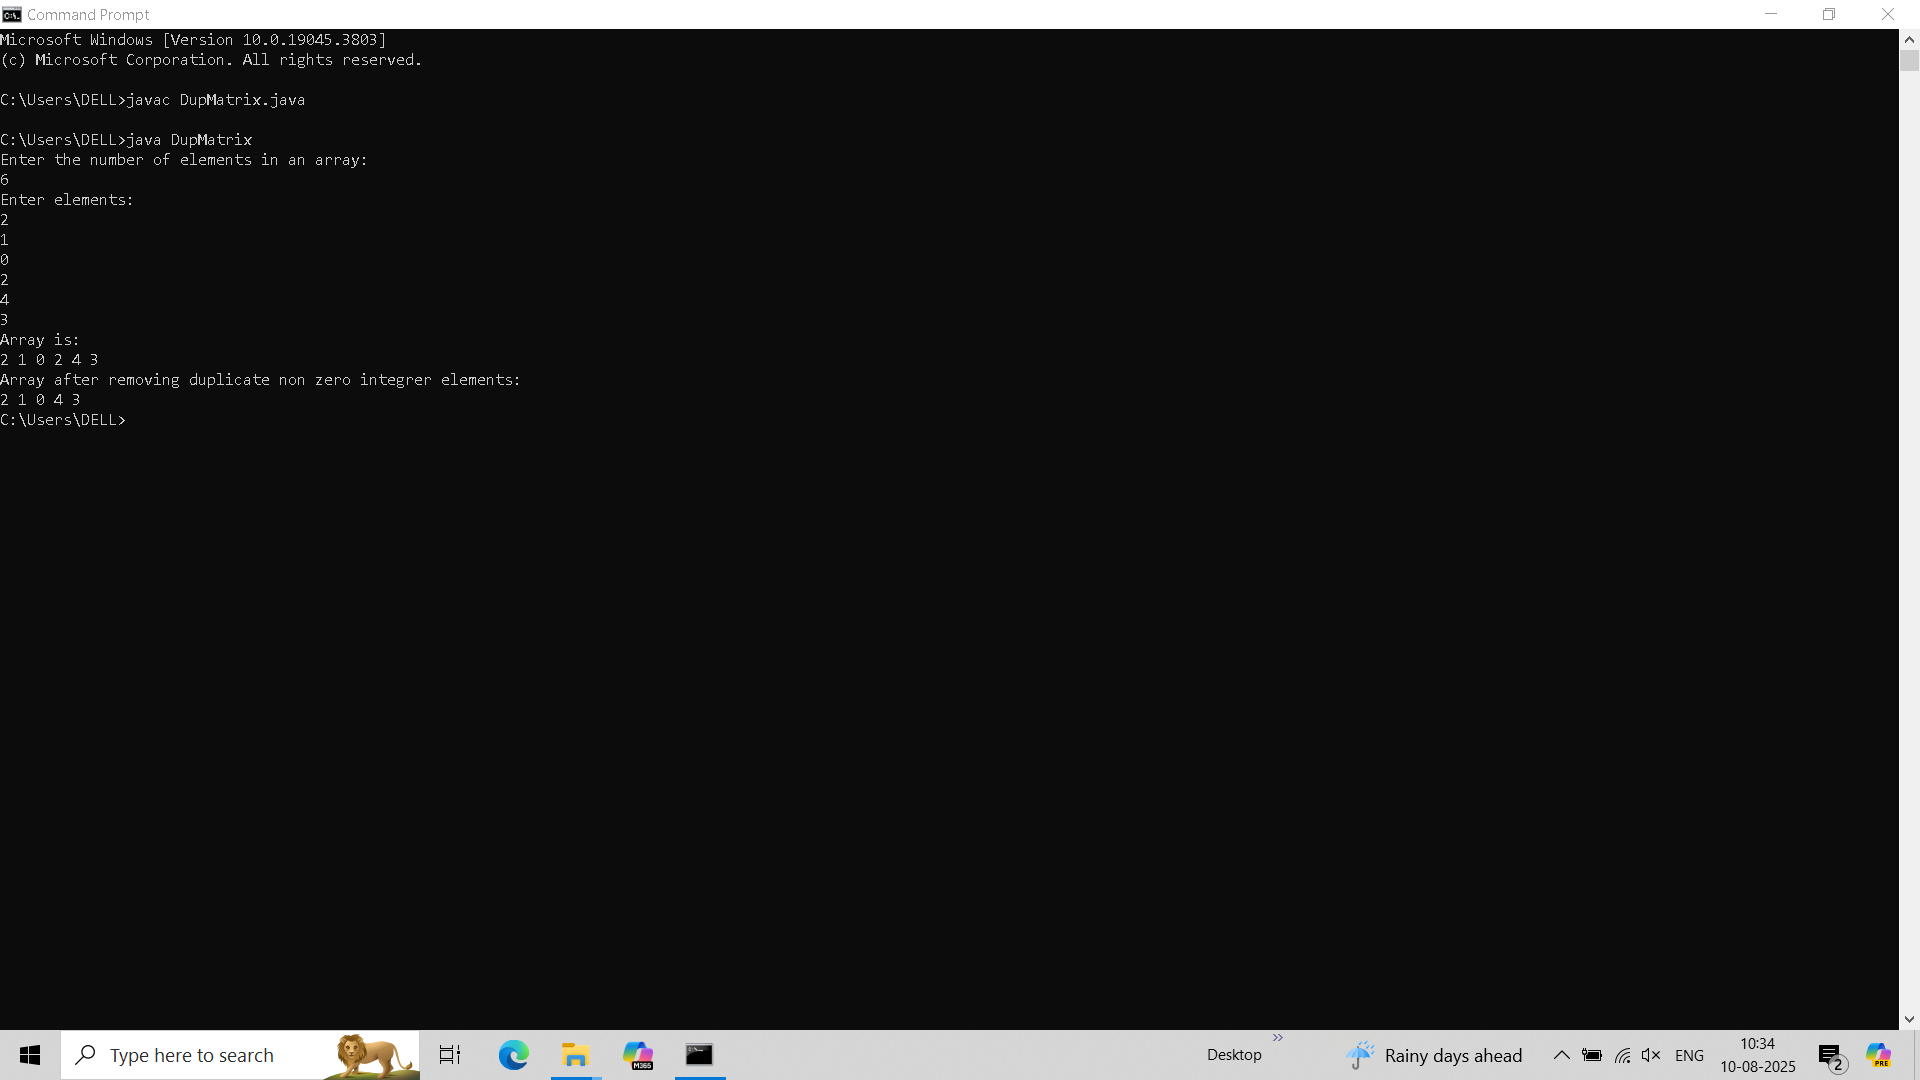 Command Prompt
Microsoft Windows [Version 10.0.19045.3803]
(c) Microsoft Corporation. All rights reserved.
C:\Users\DELL>javac DupMatrix.java
C:\Users\DELL>java DupMatrix
Enter the number of elements in an array:
6
Enter elements:
2
1
0
2
4
3
Array is:
2 1 0 2 4 3
Array after removing duplicate non zero integrer elements:
2 1 0 4 3
C:\Users\DELL>
Type here to search
M365
Desktop
Rainy days ahead
ENG
10:34
10-08-2025
2
PRE